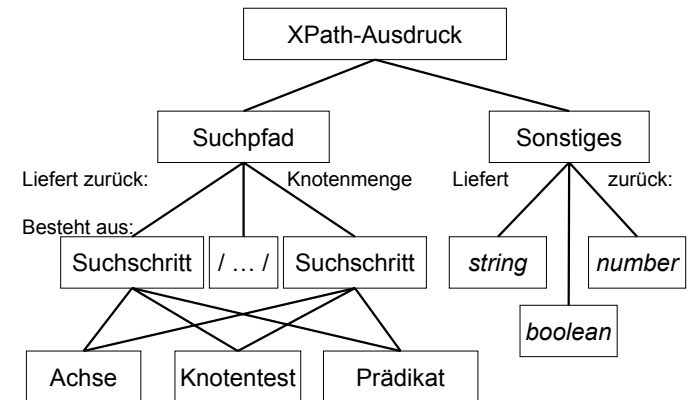 XPath-Ausdruck
Suchpfad
Sonstiges
Liefert zurück:
Knotenmenge
Liefert
zurück:
Besteht aus:
Suchschritt
/ … /
Suchschritt
string
number
boolean
Achse
Knotentest
Prädikat